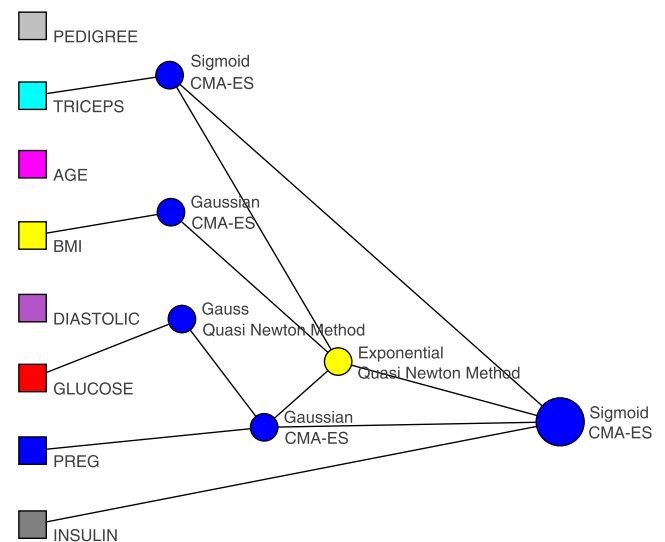 PEDIGREE
Sigmoid
CMA-ES
TRICEPS
AGE
Gaussian
CMA-ES
BMI
DIASTOLIC
Gauss
Quasi Newton Method
Exponential
Quasi Newton Method
GLUCOSE
Gaussian
CMA-ES
Sigmoid
CMA-ES
PREG
INSULIN